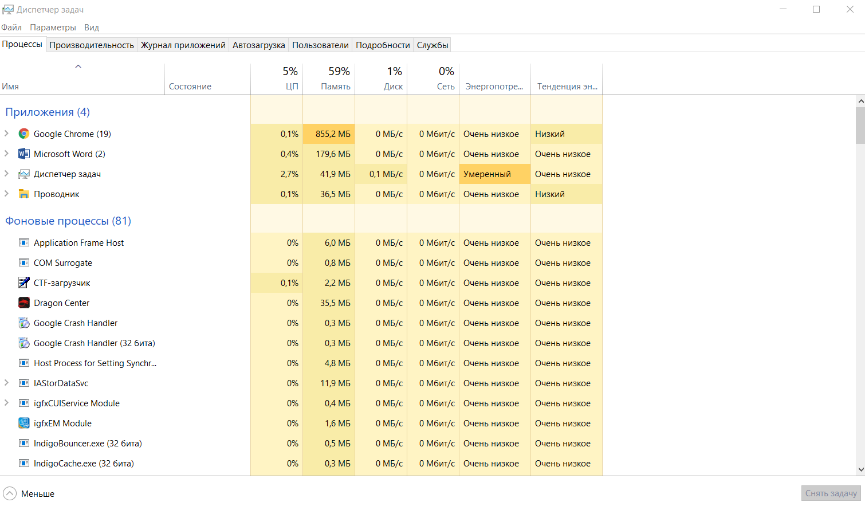 Диспетчер задач
Файл Параметры Вид
Процессы Производительность Журнал приложений Автозагрузка Пользователи Подробности Службы
5% 59% 1% 0%
Имя Состояние ЦП Память Диск Сеть Энергопотре... Тенденция эн...
Приложения (4)
Google Chrome (19) 0,1% 855,2 МБ 0 МБ/с 0 Мбит/с Очень низкое Низкий
Microsoft Word (2) 0,4% 179,6 МБ 0 МБ/с 0 Мбит/с Очень низкое Очень низкое
Диспетчер задач 2,7% 41,9 МБ 0,1 МБ/с 0 Мбит/с Умеренный Очень низкое
Проводник 0,1% 36,5 МБ 0 МБ/с 0 Мбит/с Очень низкое Низкий
Фоновые процессы (81)
Application Frame Host 0% 6,0 МБ 0 МБ/с 0 Мбит/с Очень низкое Очень низкое
COM Surrogate 0% 0,8 МБ 0 МБ/с 0 Мбит/с Очень низкое Очень низкое
CTF-загрузчик 0,1% 2,2 МБ 0 МБ/с 0 Мбит/с Очень низкое Очень низкое
Dragon Center 0% 35,5 МБ 0 МБ/с 0 Мбит/с Очень низкое Очень низкое
Google Crash Handler 0% 0,3 МБ 0 МБ/с 0 Мбит/с Очень низкое Очень низкое
Google Crash Handler (32 бита) 0% 0,3 МБ 0 МБ/с 0 Мбит/с Очень низкое Очень низкое
Host Process for Setting Synchr... 0% 4,8 МБ 0 МБ/с 0 Мбит/с Очень низкое Очень низкое
IAStorDataSvc 0% 11,9 МБ 0 МБ/с 0 Мбит/с Очень низкое Очень низкое
igfxCUIService Module 0% 0,4 МБ 0 МБ/с 0 Мбит/с Очень низкое Очень низкое
igfxEM Module 0% 1,6 МБ 0 МБ/с 0 Мбит/с Очень низкое Очень низкое
IndigoBouncer.exe (32 бита) 0% 0,5 МБ 0 МБ/с 0 Мбит/с Очень низкое Очень низкое
IndigoCache.exe (32 бита) 0% 0,3 МБ 0 МБ/с 0 Мбит/с Очень низкое Очень низкое
Меньше Снять задачу